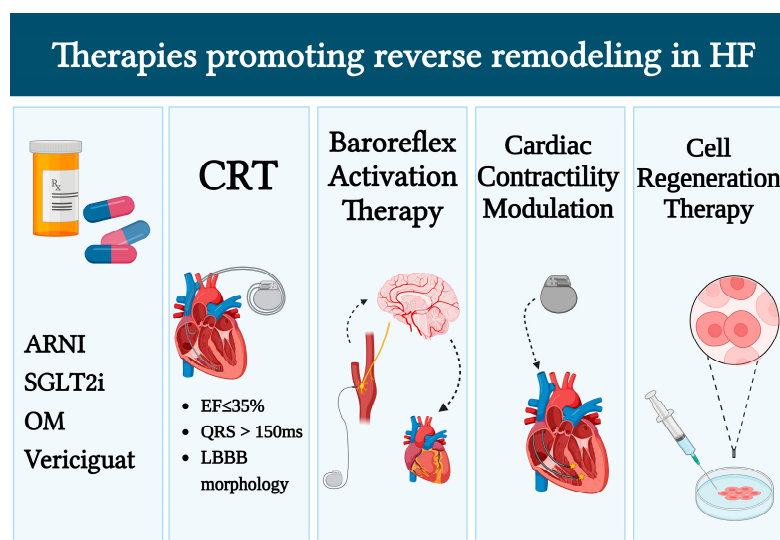 Therapies promoting reverse remodeling in HF
Rx
ARNI
SGLT2i
OM
Vericiguat
CRT
• EF≤35%
• QRS > 150ms
• LBBB
morphology
Baroreflex
Activation
Therapy
Cardiac
Contractility
Modulation
Cell
Regeneration
Therapy